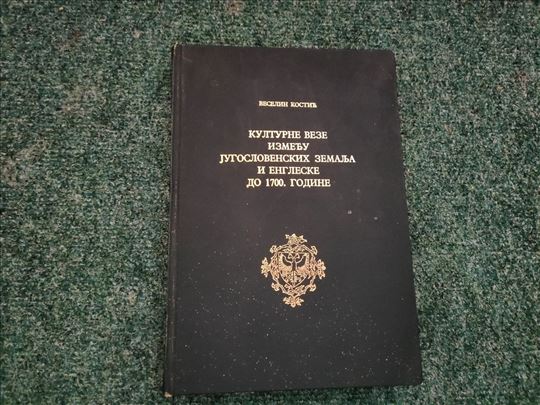 ВЕСЕЛИН КОСТИЋ
КУЛТУРНЕ ВЕЗЕ
ИЗМЕЂУ
ЈУГОСЛОВЕНСКИХ ЗЕМАЉА
И ЕНГЛЕСКЕ
ДО 1700. ГОДИНЕ